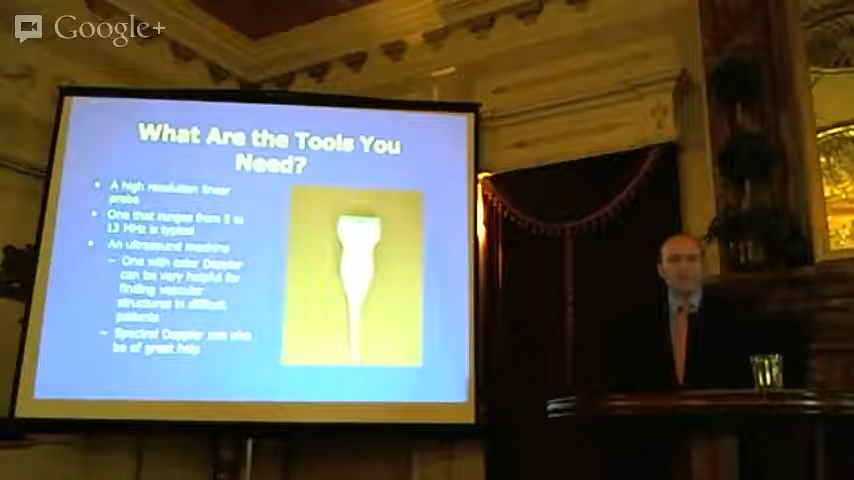 Google+
What Are the Tools You
Need?
• A high resolution linear
probe
• One that ranges from 5 to
13 MHz is typical
• An ultrasound machine
– One with color Doppler
can be very helpful for
finding vascular
structures in difficult
patients
– Spectral Doppler can also
be of great help